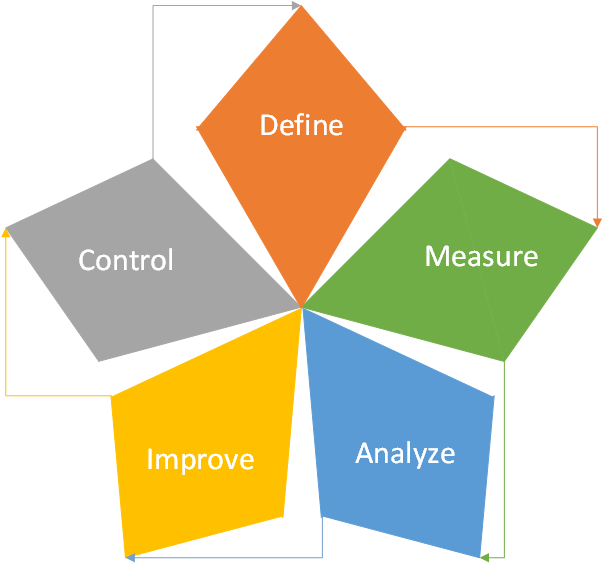 Define
Measure
Analyze
Improve
Control